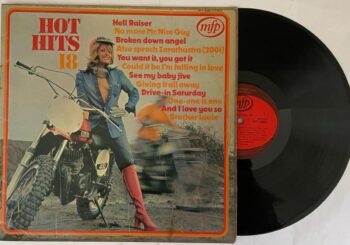 HOT
HITS
18
mfp
Hell Raiser
No more Mr. Nice Guy
Broken down angel
Also sprach Zarathustra (2001)
You want it, you got it
Could it be I'm falling in love
See my baby jive
Giving it all away
Drive-in Saturday
One and one is one
And I love you so
Brother Louie
mfp